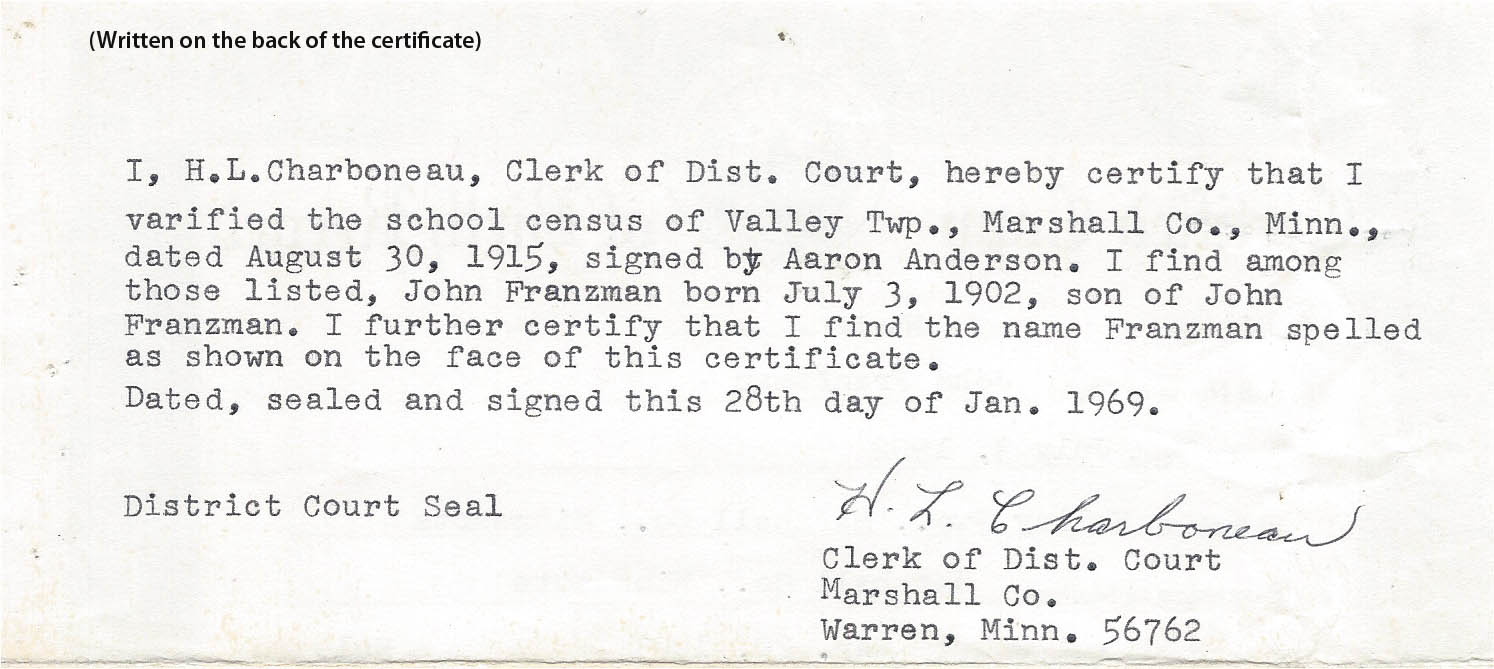 (Written on the back of the certificate)
I, H.L.Charboneau, Clerk of Dist. Court, hereby certify that I
varified the school census of Valley Twp., Marshall Co., Minn.,
dated August 30, 1915, signed by Aaron Anderson. I find among
those listed, John Franzman born July 3, 1902, son of John
Franzman. I further certify that I find the name Franzman spelled
as shown on the face of this certificate.
Dated, sealed and signed this 28th day of Jan. 1969.
District Court Seal
H. L. Charboneau
Clerk of Dist. Court
Marshall Co.
Warren, Minn. 56762